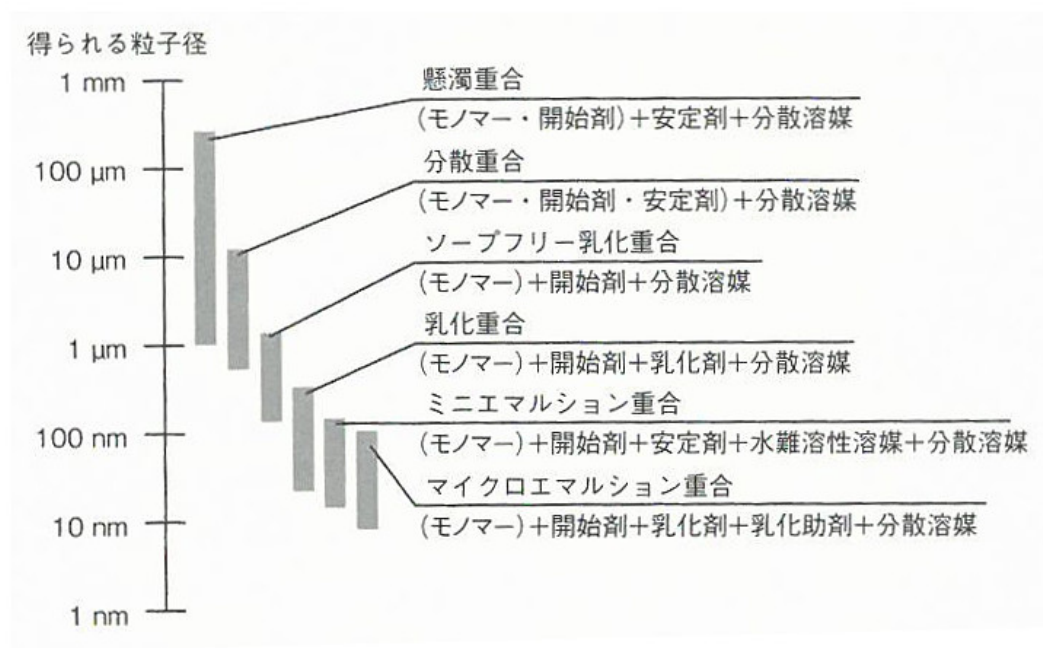 得られる粒子径
1 mm
100 μm
10 μm
1 μm
100 nm
10 nm
1 nm
懸濁重合
(モノマー・開始剤)+安定剤+分散溶媒
分散重合
(モノマー・開始剤・安定剤)+分散溶媒
ソープフリー乳化重合
(モノマー)+開始剤+分散溶媒
乳化重合
(モノマー)+開始剤+乳化剤+分散溶媒
ミニエマルション重合
(モノマー)+開始剤+安定剤+水難溶性溶媒+分散溶媒
マイクロエマルション重合
(モノマー)+開始剤+乳化剤+乳化助剤+分散溶媒